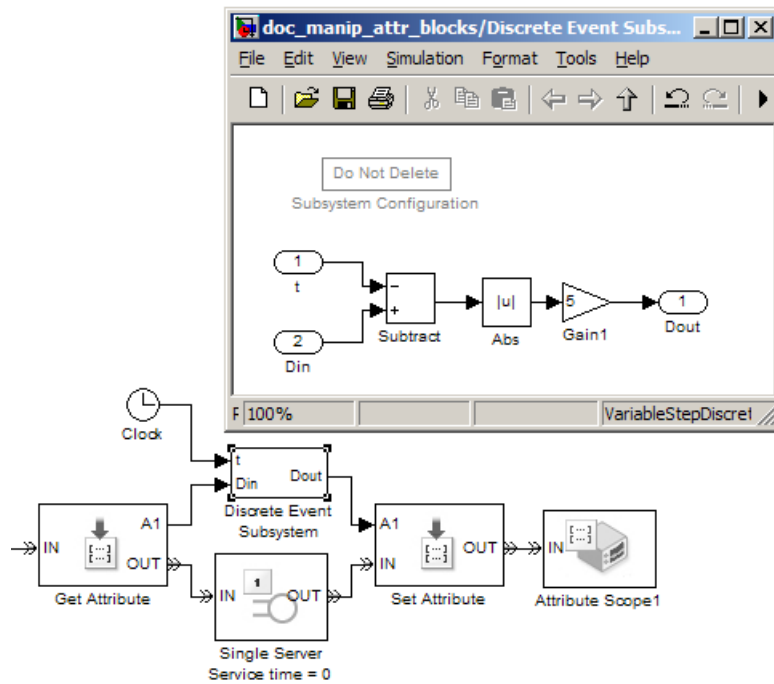 doc_manip_attr_blocks/Discrete Event Subs...
File Edit View Simulation Format Tools Help
Do Not Delete
Subsystem Configuration
1
t
−
+
Subtract
|u|
Abs
5
Gain1
1
Dout
2
Din
F 100% VariableStepDiscret
Clock
t
Din
Dout
Discrete Event
Subsystem
IN
A1
[...]
OUT
Get Attribute
IN
1
OUT
Single Server
Service time = 0
A1
IN
[...]
OUT
Set Attribute
IN
[...]
Attribute Scope1